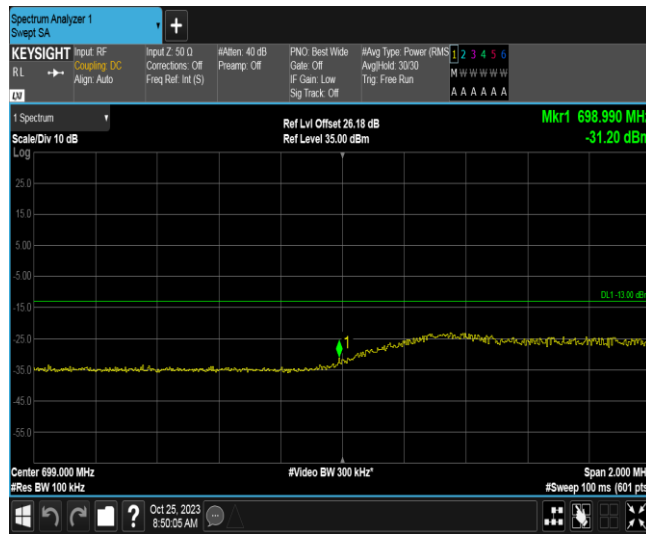 Spectrum Analyzer 1
Swept SA
+
KEYSIGHT
RL
LXI
Input: RF
Coupling: DC
Align: Auto
Input Z: 50 Ω
Corrections: Off
Freq Ref: Int (S)
#Atten: 40 dB
Preamp: Off
PNO: Best Wide
Gate: Off
IF Gain: Low
Sig Track: Off
#Avg Type: Power (RMS
Avg|Hold: 30/30
Trig: Free Run
1 2 3 4 5 6
M W W W W W
A A A A A A
1 Spectrum
Scale/Div 10 dB
Log
Ref Lvl Offset 26.18 dB
Ref Level 35.00 dBm
Mkr1 698.990 MHz
-31.20 dBm
25.0
15.0
5.00
-5.00
DL1 -13.00 dBm
-15.0
1
-25.0
-35.0
-45.0
-55.0
Center 699.000 MHz
#Res BW 100 kHz
#Video BW 300 kHz*
Span 2.000 MH
#Sweep 100 ms (601 pts
?
Oct 25, 2023
8:50:05 AM